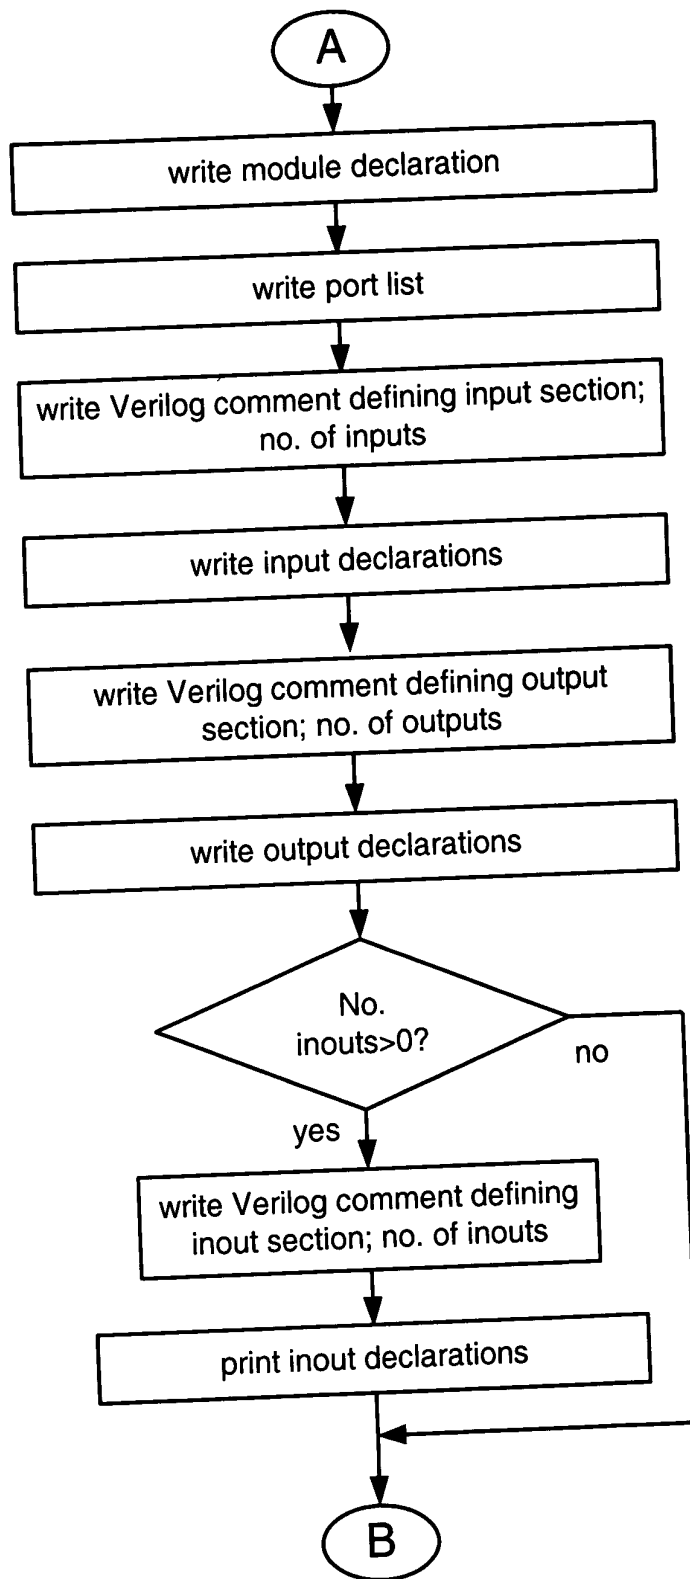 A
write module declaration
write port list
write Verilog comment defining input section;
no. of inputs
write input declarations
write Verilog comment defining output
section; no. of outputs
write output declarations
No.
inouts>0?
no
yes
write Verilog comment defining
inout section; no. of inouts
print inout declarations
B